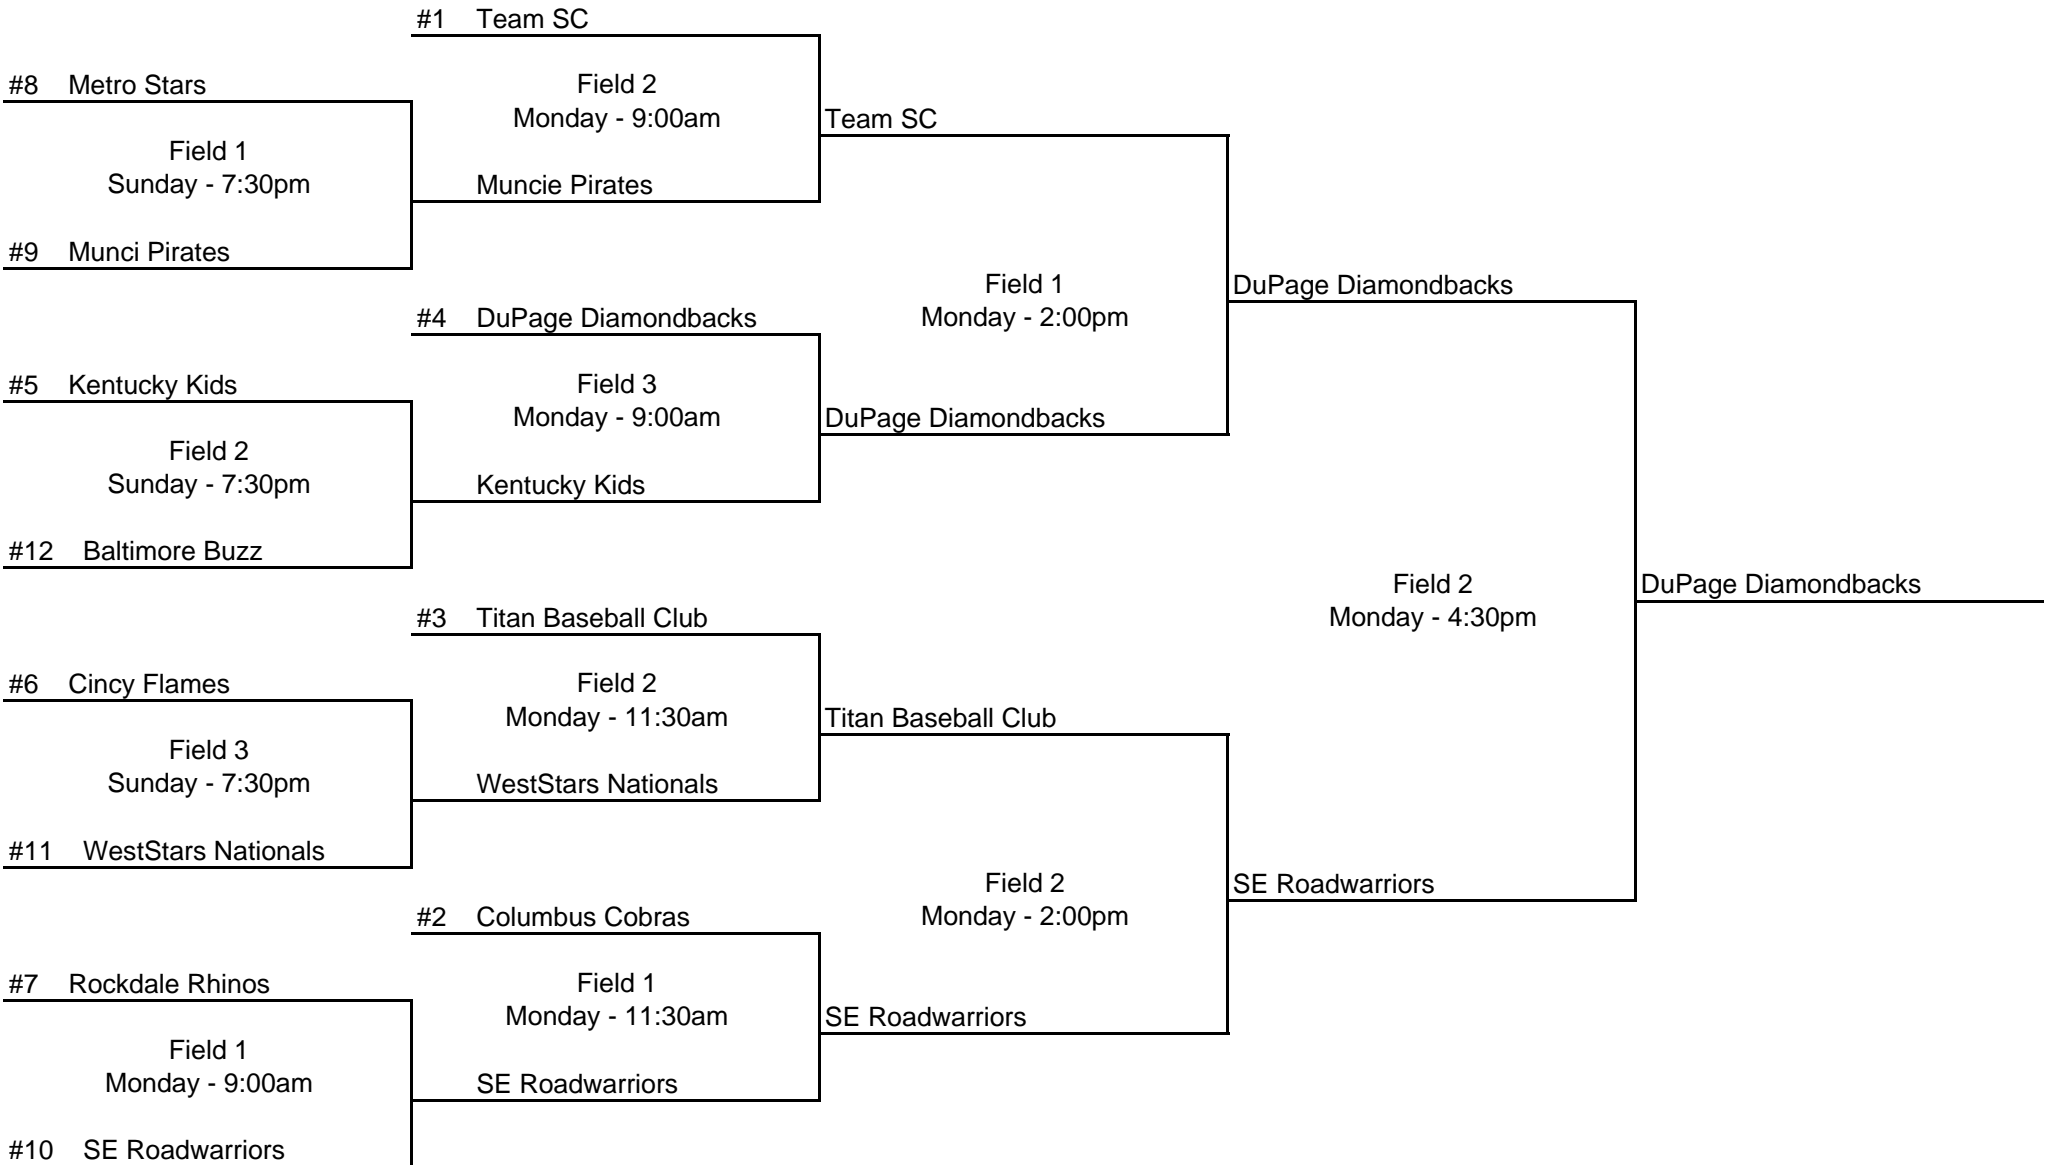 #1 Team SC
#8 Metro Stars
Field 2
Monday - 9:00am
Team SC
Field 1
Sunday - 7:30pm
Muncie Pirates
#9 Munci Pirates
Field 1
Monday - 2:00pm
DuPage Diamondbacks
#4 DuPage Diamondbacks
#5 Kentucky Kids
Field 3
Monday - 9:00am
DuPage Diamondbacks
Field 2
Sunday - 7:30pm
Kentucky Kids
#12 Baltimore Buzz
Field 2
Monday - 4:30pm
DuPage Diamondbacks
#3 Titan Baseball Club
#6 Cincy Flames
Field 2
Monday - 11:30am
Titan Baseball Club
Field 3
Sunday - 7:30pm
WestStars Nationals
#11 WestStars Nationals
Field 2
Monday - 2:00pm
SE Roadwarriors
#2 Columbus Cobras
#7 Rockdale Rhinos
Field 1
Monday - 11:30am
SE Roadwarriors
Field 1
Monday - 9:00am
SE Roadwarriors
#10 SE Roadwarriors